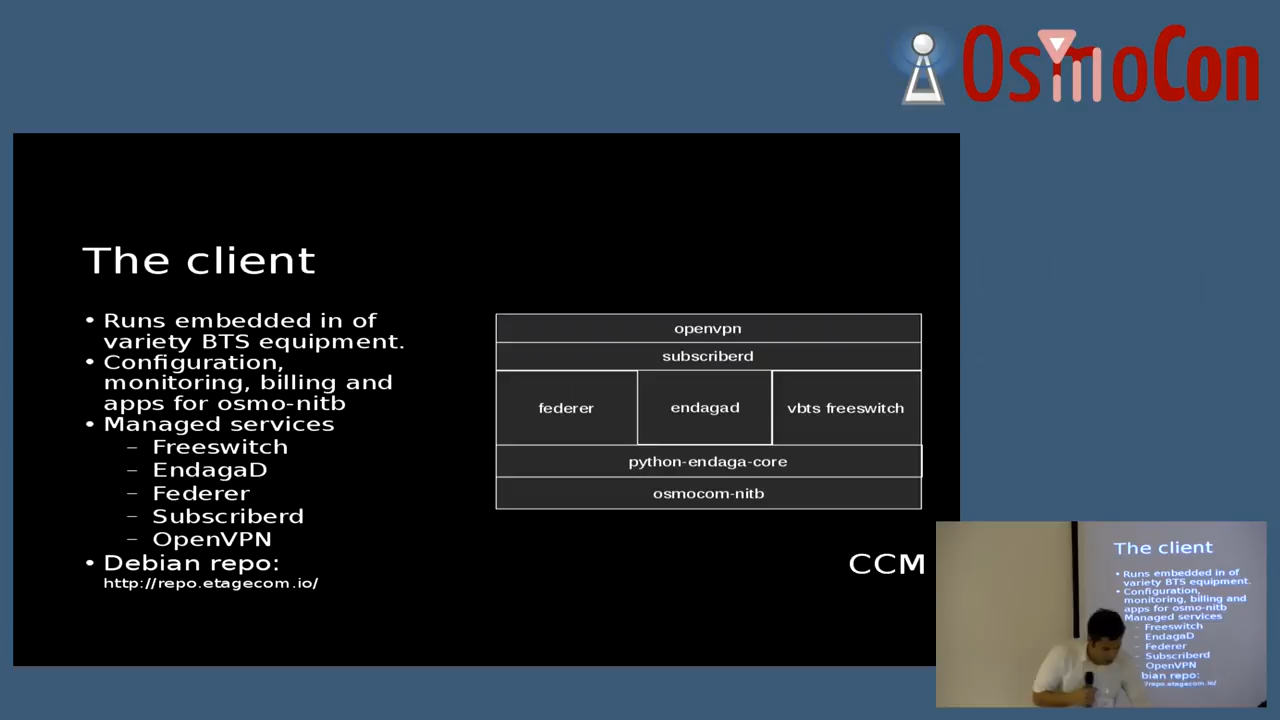 OsmoCon
The client
• Runs embedded in of
variety BTS equipment.
• Configuration,
monitoring, billing and
apps for osmo-nitb
• Managed services
– Freeswitch
– EndagaD
– Federer
– Subscriberd
– OpenVPN
• Debian repo:
http://repo.etagecom.io/
openvpn
subscriberd
federer endagad vbts freeswitch
python-endaga-core
osmocom-nitb
CCM
The client
• Runs embedded in of
variety BTS equipment.
• Configuration,
monitoring, billing and
apps for osmo-nitb
Managed services
– Freeswitch
– EndagaD
– Federer
– Subscriberd
– OpenVPN
bian repo:
/repo.etagecom.io/